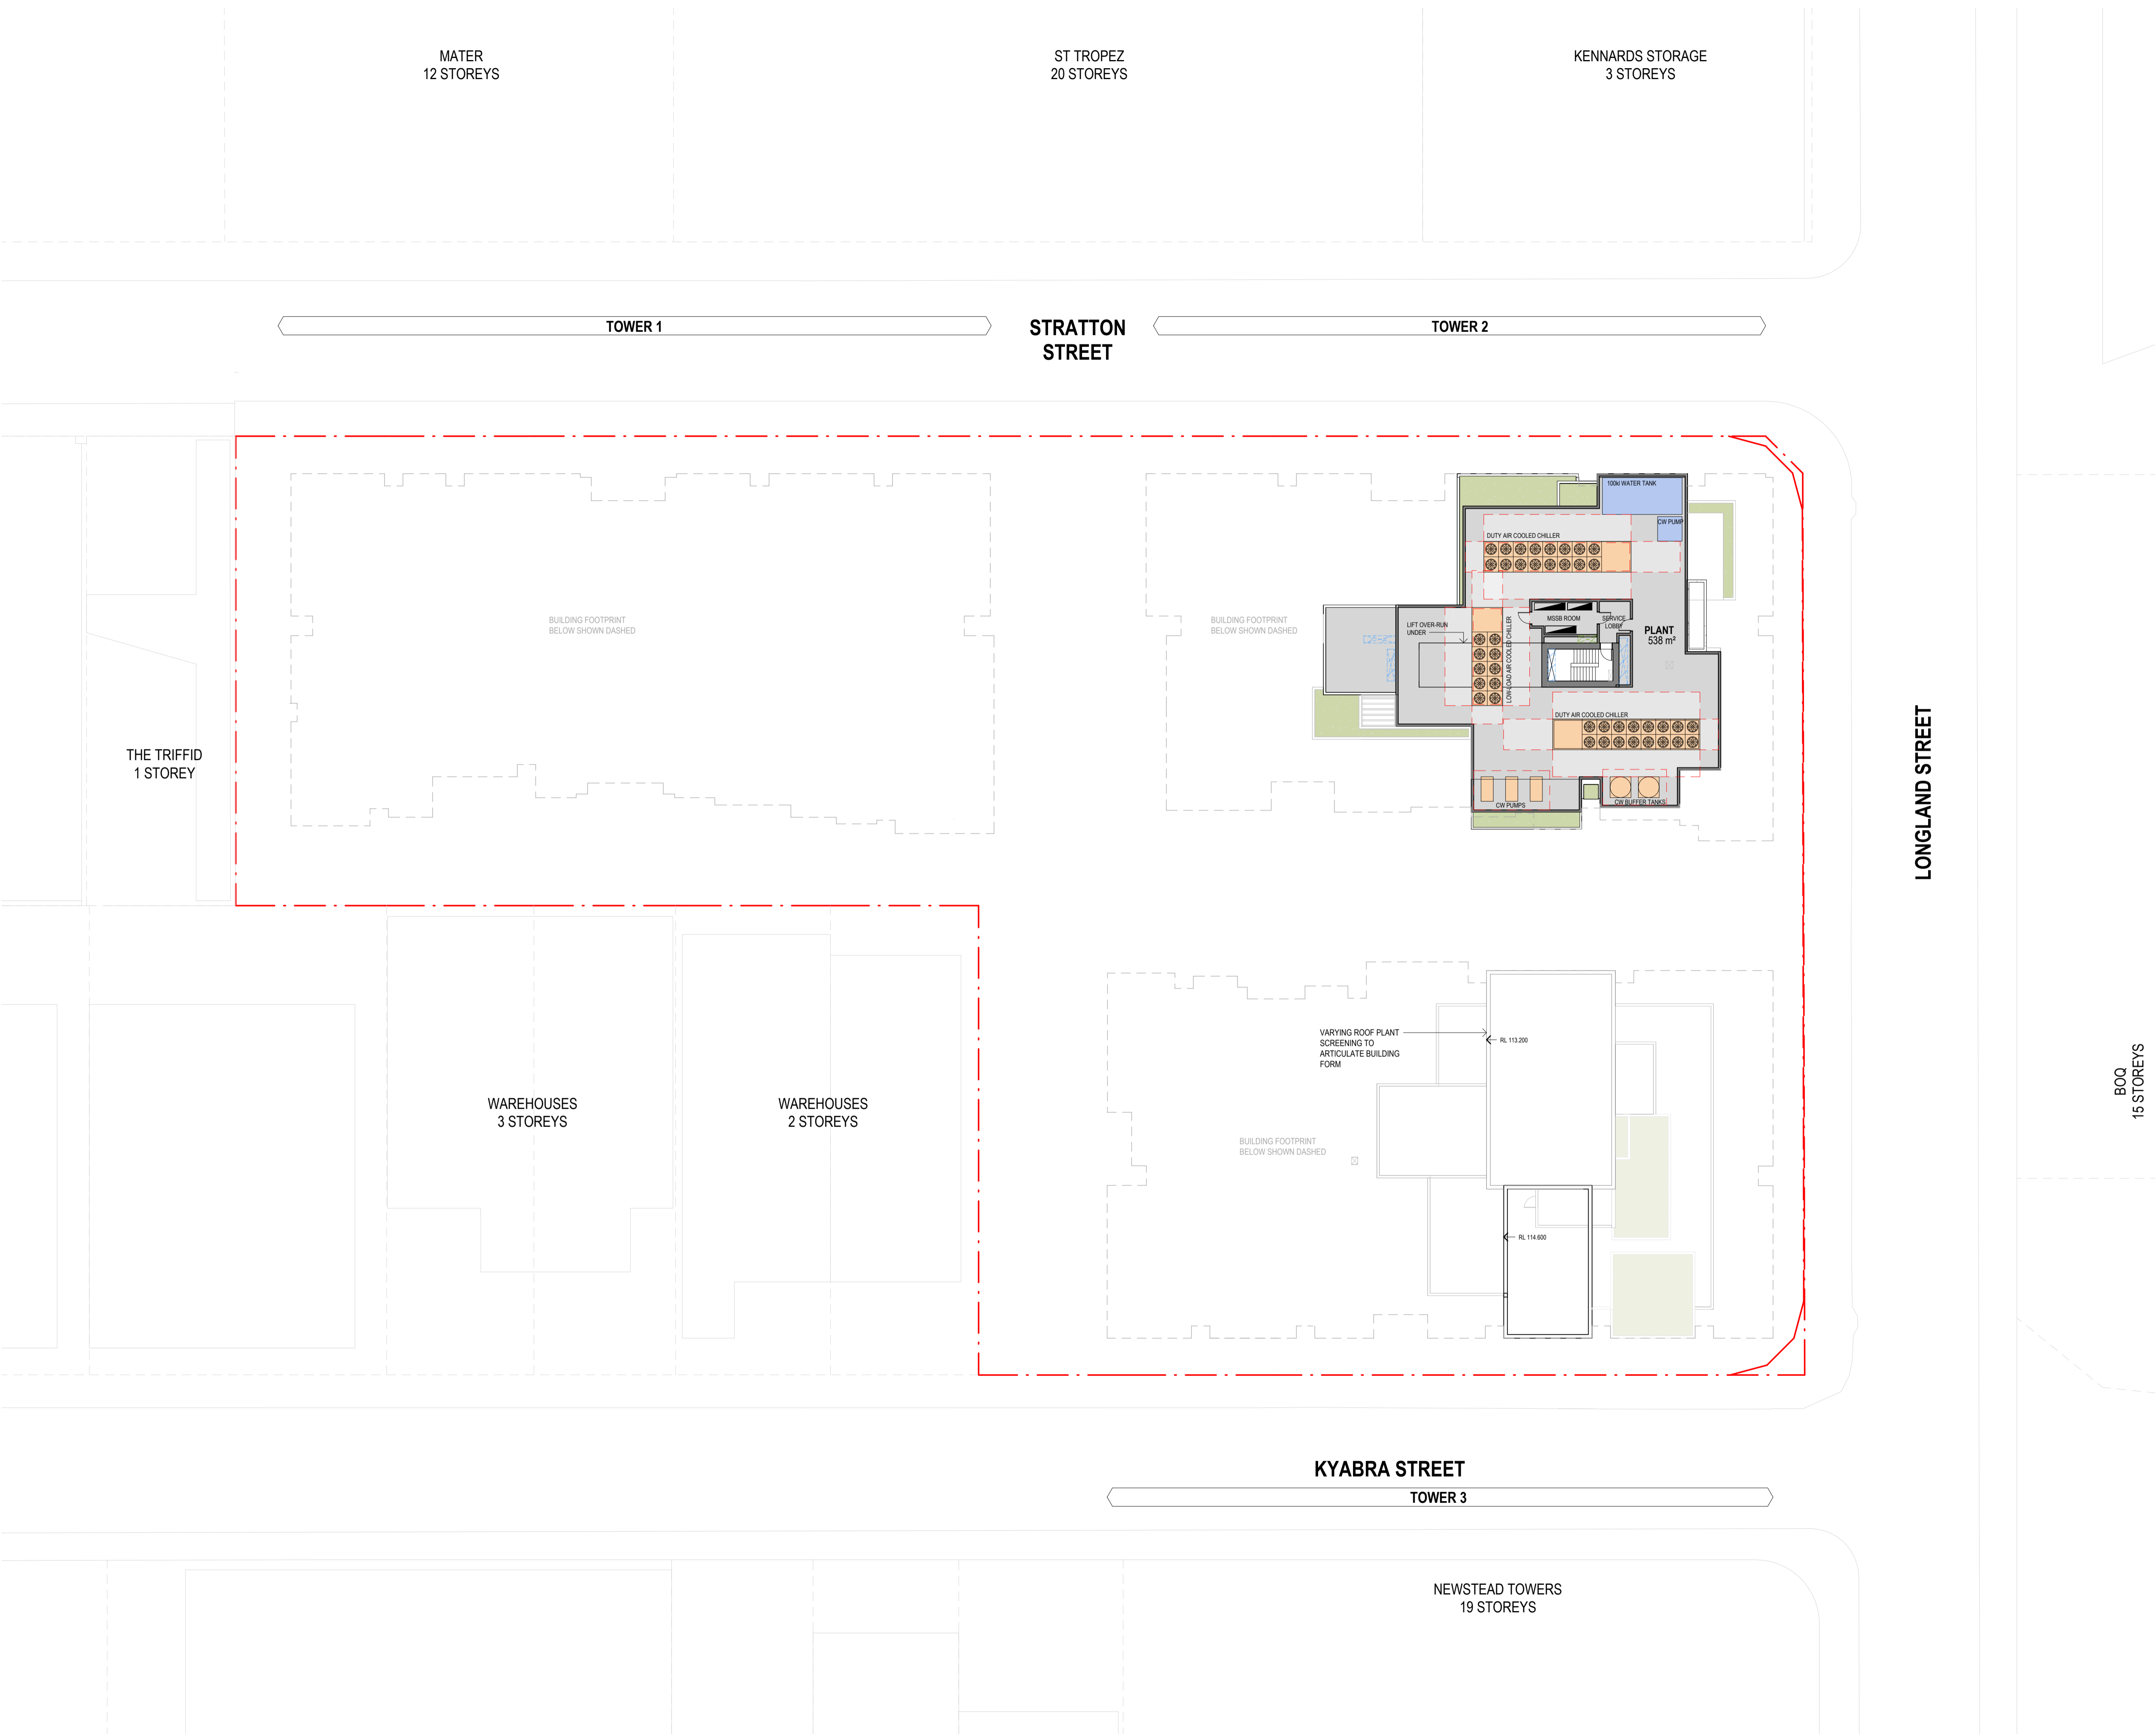 MATER
12 STOREYS
ST TROPEZ
20 STOREYS
KENNARDS STORAGE
3 STOREYS
TOWER 1
STRATTON
STREET
TOWER 2
100kl WATER TANK
CW PUMP
DUTY AIR COOLED CHILLER
BUILDING FOOTPRINT
BELOW SHOWN DASHED
BUILDING FOOTPRINT
BELOW SHOWN DASHED
LIFT OVER-RUN
UNDER
LOW-LOAD AIR COOLED CHILLER
MSSB ROOM
SERVICE
LOBBY
PLANT
538 m²
DUTY AIR COOLED CHILLER
CW PUMPS
CW BUFFER TANKS
THE TRIFFID
1 STOREY
LONGLAND STREET
VARYING ROOF PLANT
SCREENING TO
ARTICULATE BUILDING
FORM
RL 113.200
WAREHOUSES
3 STOREYS
WAREHOUSES
2 STOREYS
BUILDING FOOTPRINT
BELOW SHOWN DASHED
RL 114.600
BOQ
15 STOREYS
KYABRA STREET
TOWER 3
NEWSTEAD TOWERS
19 STOREYS